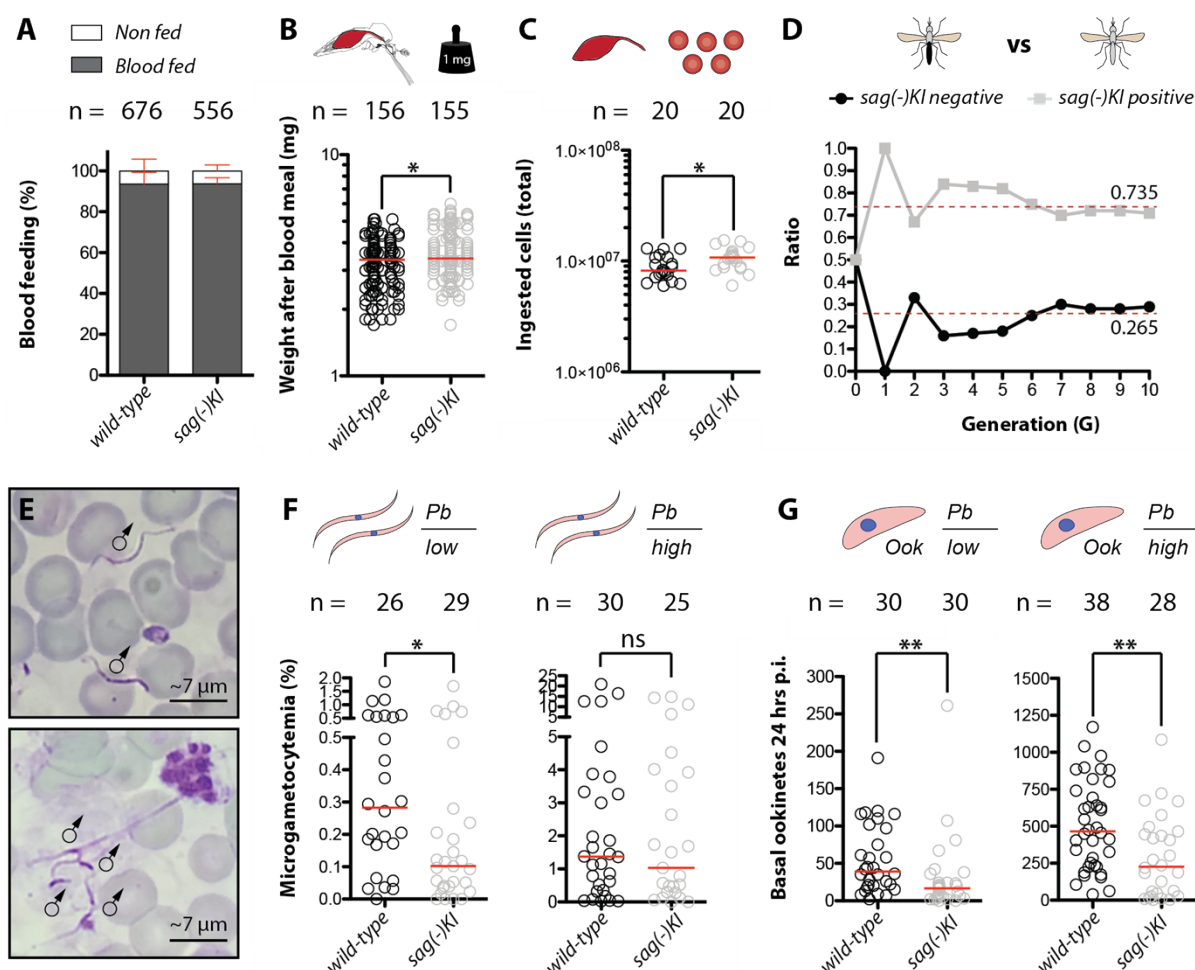 A
Non fed
Blood fed
n = 676 556
Blood feeding (%)
100
80
60
40
20
0
wild-type
sag(-)KI
B
1 mg
n = 156 155
Weight after blood meal (mg)
10
1
*
wild-type
sag(-)KI
C
n = 20 20
Ingested cells (total)
1.0×10⁰⁸
1.0×10⁰⁷
1.0×10⁰⁶
*
wild-type
sag(-)KI
D
vs
sag(-)KI negative
sag(-)KI positive
Ratio
1.0
0.9
0.8
0.7
0.6
0.5
0.4
0.3
0.2
0.1
0.0
0.735
0.265
0 1 2 3 4 5 6 7 8 9 10
Generation (G)
E
~7 µm
~7 µm
F
Pb
low
Pb
high
n = 26 29
n = 30 25
Microgametocytemia (%)
2.0
1.5
1.0
0.5
0.5
0.4
0.3
0.2
0.1
0.0
*
wild-type
sag(-)KI
25
20
15
10
5
5
4
3
2
1
0
ns
wild-type
sag(-)KI
G
Ook
Pb
low
Ook
Pb
high
n = 30 30
n = 38 28
Basal ookinetes 24 hrs p.i.
300
250
200
150
100
50
0
**
wild-type
sag(-)KI
1500
1250
1000
750
500
250
0
**
wild-type
sag(-)KI